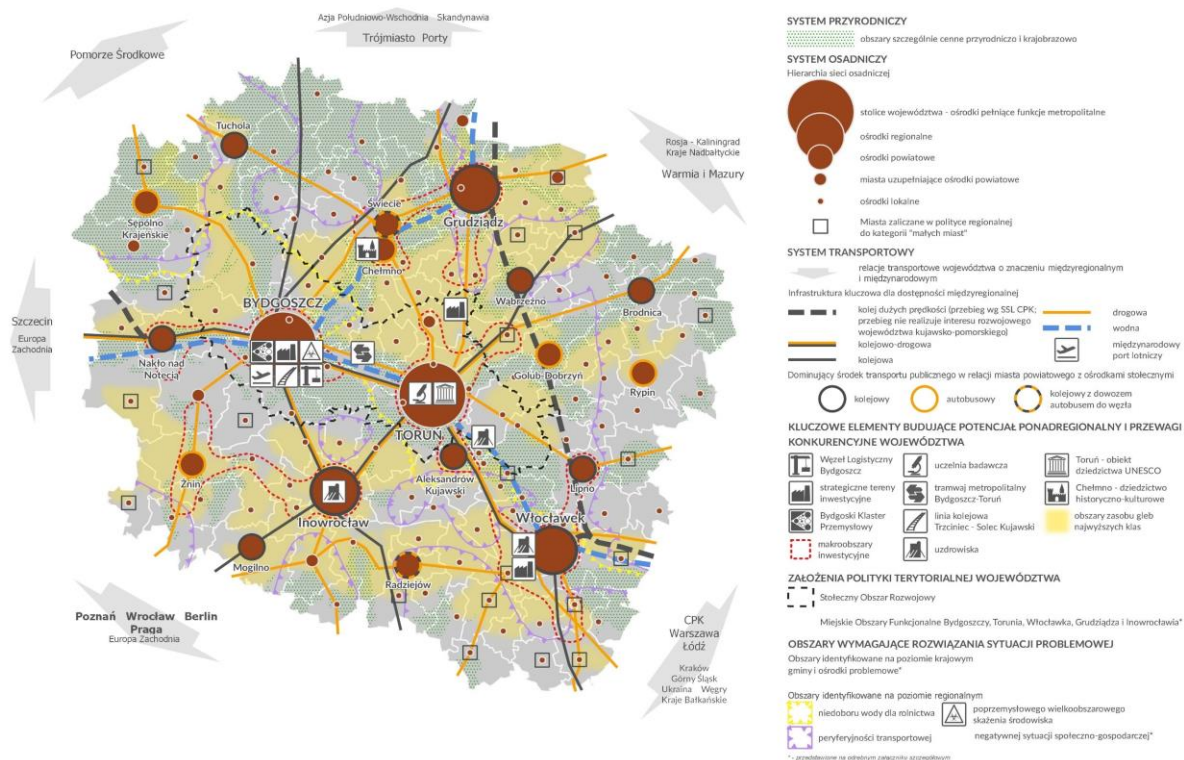 Azja Południowo-Wschodnia Skandynawia
Trójmiasto Porty
Pomorze Środkowe
Rosja - Kaliningrad
Kraje Nadbałtyckie
Warmia i Mazury
Szczecin
Europa
Zachodnia
Poznań Wrocław Berlin
Praga
Europa Zachodnia
CPK
Warszawa
Łódź
Kraków
Górny Śląsk
Ukraina Węgry
Kraje Bałkańskie
Tuchola
Sępólno
Krajeńskie
Świecie
Grudziądz
Chełmno
BYDGOSZCZ
Wąbrzeźno
Brodnica
Nakło nad
Notecią
Golub-Dobrzyń
Rypin
TORUŃ
Aleksandrów
Kujawski
Lipno
Żnin
Inowrocław
Włocławek
Mogilno
Radziejów
SYSTEM PRZYRODNICZY
obszary szczególnie cenne przyrodniczo i krajobrazowo
SYSTEM OSADNICZY
Hierarchia sieci osadniczej
stolice województwa - ośrodki pełniące funkcje metropolitalne
ośrodki regionalne
ośrodki powiatowe
miasta uzupełniające ośrodki powiatowe
ośrodki lokalne
Miasta zaliczane w polityce regionalnej
do kategorii "małych miast"
SYSTEM TRANSPORTOWY
relacje transportowe województwa o znaczeniu międzyregionalnym
i międzynarodowym
Infrastruktura kluczowa dla dostępności międzyregionalnej
kolej dużych prędkości (przebieg wg SSL CPK;
przebieg nie realizuje interesu rozwojowego
województwa kujawsko-pomorskiego)
kolejowo-drogowa
kolejowa
drogowa
wodna
międzynarodowy
port lotniczy
Dominujący środek transportu publicznego w relacji miasta powiatowego z ośrodkami stołecznymi
kolejowy
autobusowy
kolejowy z dowozem
autobusem do węzła
KLUCZOWE ELEMENTY BUDUJĄCE POTENCJAŁ PONADREGIONALNY I PRZEWAGI
KONKURENCYJNE WOJEWÓDZTWA
Węzeł Logistyczny
Bydgoszcz
uczelnia badawcza
Toruń - obiekt
dziedzictwa UNESCO
strategiczne tereny
inwestycyjne
tramwaj metropolitalny
Bydgoszcz-Toruń
Chełmno - dziedzictwo
historyczno-kulturowe
Bydgoski Klaster
Przemysłowy
linia kolejowa
Trzciniec - Solec Kujawski
obszary zasobu gleb
najwyższych klas
makroobszary
inwestycyjne
uzdrowiska
ZAŁOŻENIA POLITYKI TERYTORIALNEJ WOJEWÓDZTWA
Stołeczny Obszar Rozwojowy
Miejskie Obszary Funkcjonalne Bydgoszczy, Torunia, Włocławka, Grudziądza i Inowrocławia*
OBSZARY WYMAGAJĄCE ROZWIĄZANIA SYTUACJI PROBLEMOWEJ
Obszary identyfikowane na poziomie krajowym
gminy i ośrodki problemowe*
Obszary identyfikowane na poziomie regionalnym
niedoboru wody dla rolnictwa
poprzemysłowego wielkoobszarowego
skażenia środowiska
peryferyjności transportowej
negatywnej sytuacji społeczno-gospodarczej*
* - przedstawione na odrębnym załączniku szczegółowym